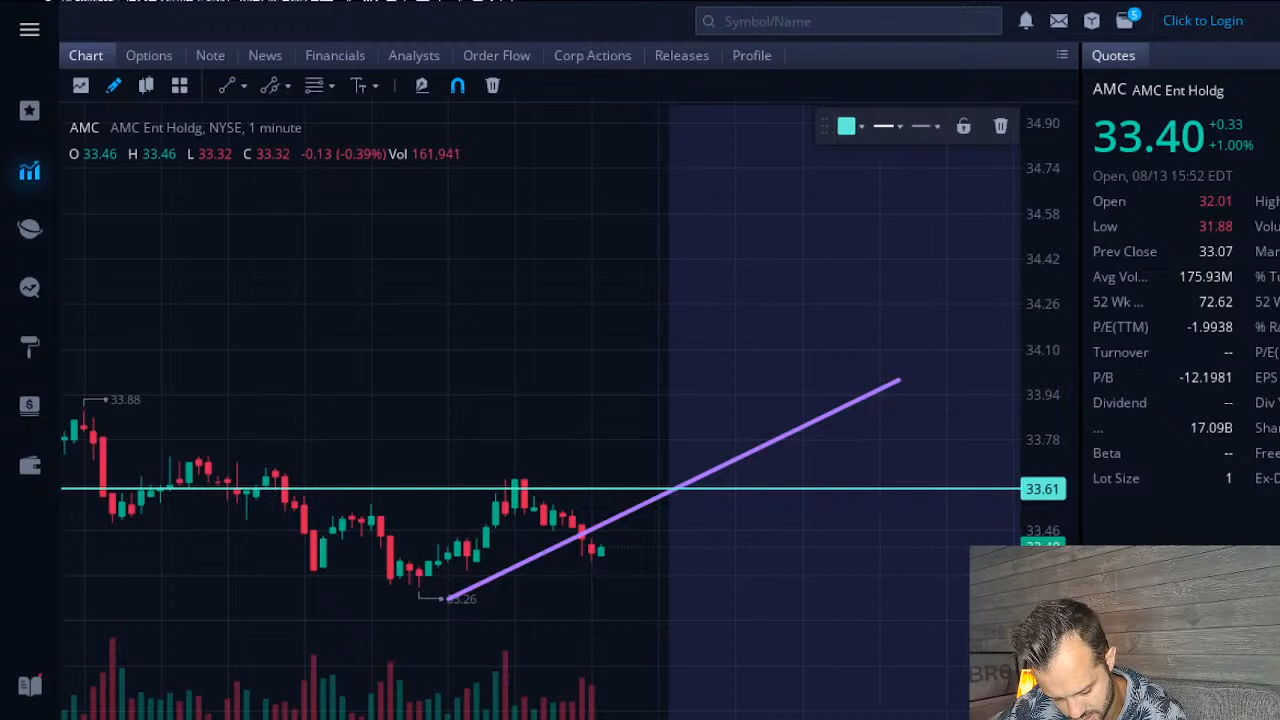 Symbol/Name
5
Click to Login
Chart Options Note News Financials Analysts Order Flow Corp Actions Releases Profile
Quotes
AMC AMC Ent Holdg
33.40 +0.33
+1.00%
Open, 08/13 15:52 EDT
Open 32.01
Low 31.88
Prev Close 33.07
Avg Vol... 175.93M
52 Wk ... 72.62 52 W
P/E(TTM) -1.9938
Turnover --
P/B -12.1981 EPS
Dividend --
... 17.09B
Beta --
Lot Size 1
AMC AMC Ent Holdg, NYSE, 1 minute
O 33.46 H 33.46 L 33.32 C 33.32 -0.13 (-0.39%) Vol 161,941
34.90
34.74
34.58
34.42
34.26
34.10
33.94
33.78
33.61
33.46
33.88
33.26